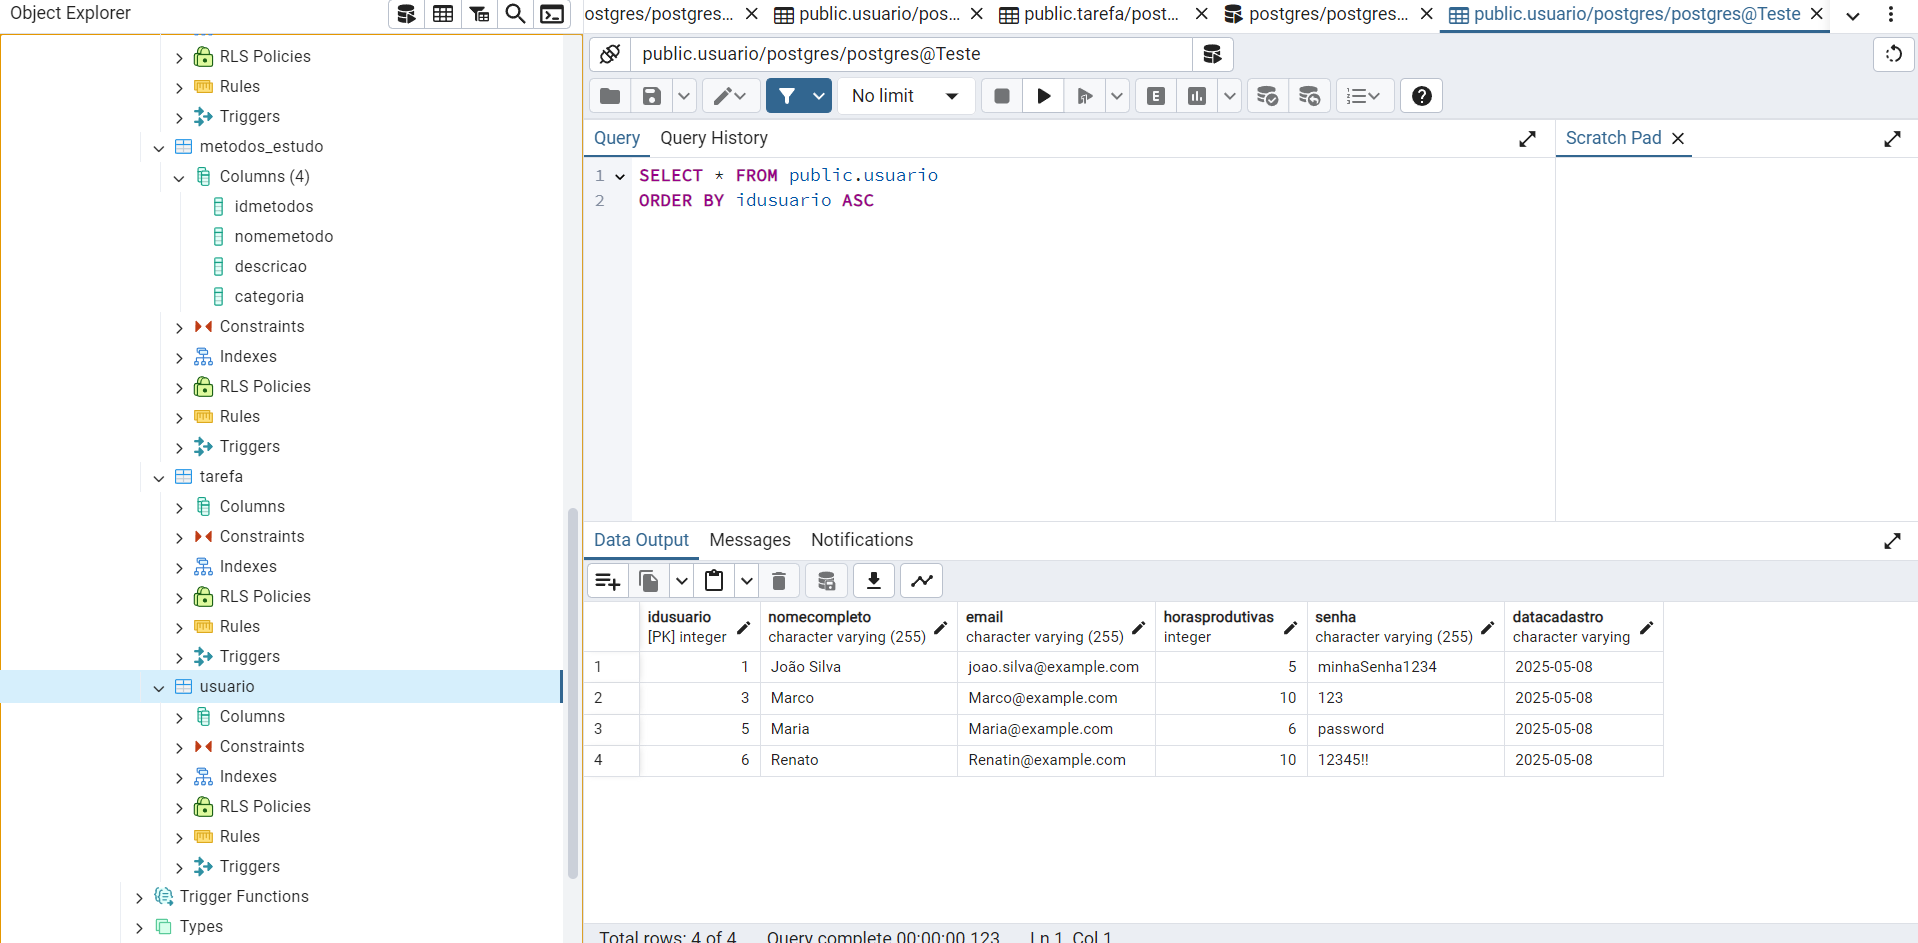 Object Explorer
RLS Policies
Rules
Triggers
metodos_estudo
Columns (4)
idmetodos
nomemetodo
descricao
categoria
Constraints
Indexes
RLS Policies
Rules
Triggers
tarefa
Columns
Constraints
Indexes
RLS Policies
Rules
Triggers
usuario
Columns
Constraints
Indexes
RLS Policies
Rules
Triggers
Trigger Functions
Types
ostgres/postgres... public.usuario/pos... public.tarefa/post... postgres/postgres... public.usuario/postgres/postgres@Teste
public.usuario/postgres/postgres@Teste
No limit
E
Query Query History
Scratch Pad
1 SELECT * FROM public.usuario
2 ORDER BY idusuario ASC
Data Output Messages Notifications
idusuario nomecompleto email horasprodutivas senha datacadastro
[PK] integer character varying (255) character varying (255) integer character varying (255) character varying
1 1 João Silva joao.silva@example.com 5 minhaSenha1234 2025-05-08
2 3 Marco Marco@example.com 10 123 2025-05-08
3 5 Maria Maria@example.com 6 password 2025-05-08
4 6 Renato Renatin@example.com 10 12345!! 2025-05-08
Total rows: 4 of 4 Query complete 00:00:00.123 Ln 1, Col 1